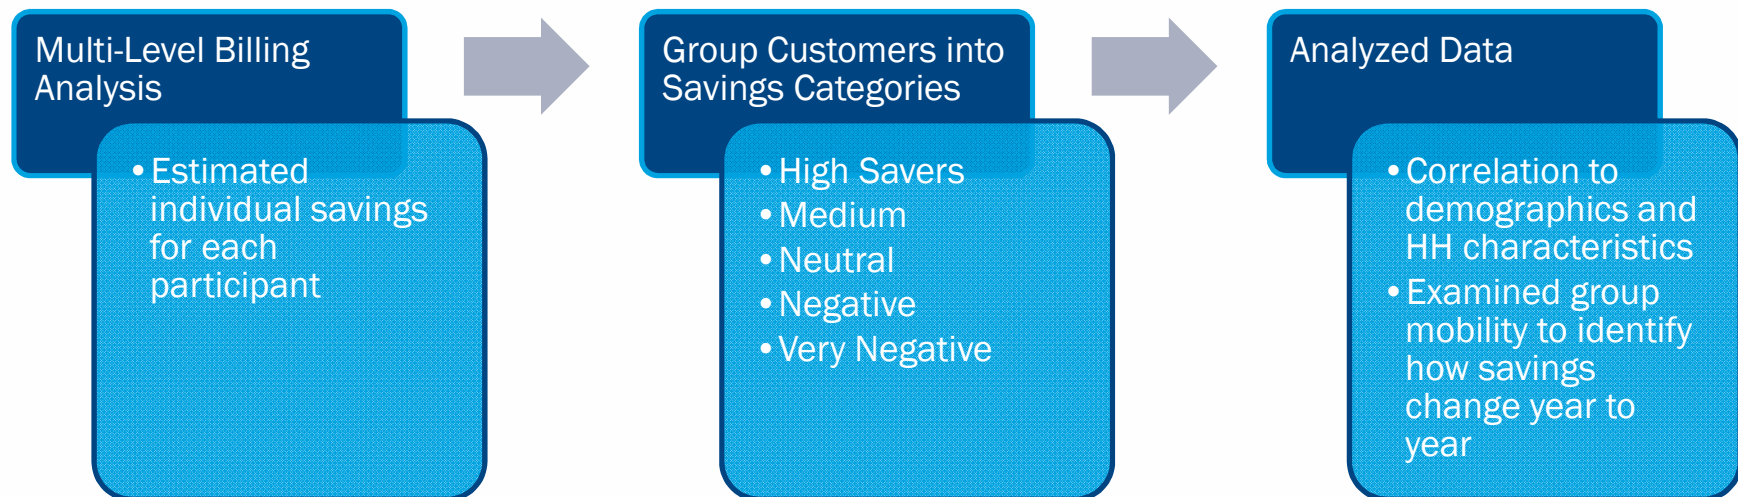 Multi-Level Billing
Analysis
•Estimated
individual savings
for each
participant
Group Customers into
Savings Categories
•High Savers
•Medium
•Neutral
•Negative
•Very Negative
Analyzed Data
•Correlation to
demographics and
HH characteristics
•Examined group
mobility to identify
how savings
change year to
year